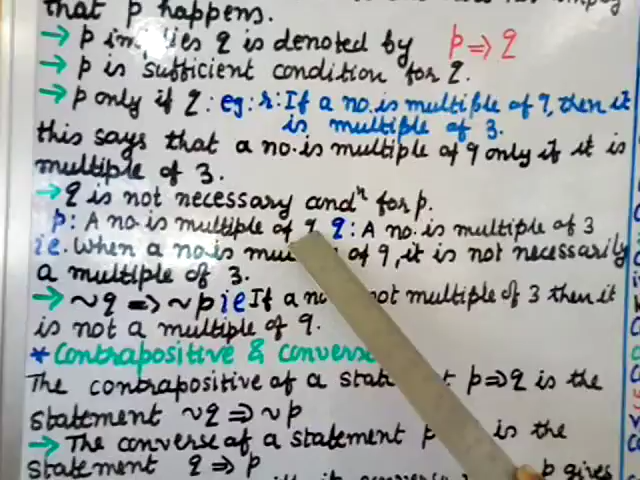 that p happens.
→ p implies q is denoted by p ⇒ q
→ p is sufficient condition for q.
→ p only if q : eg: r: If a no. is multiple of 9, then it
is multiple of 3.
this says that a no. is multiple of 9 only if it is
multiple of 3.
→ q is not necessary condⁿ for p.
p: A no is multiple of 9 q: A no. is multiple of 3
ie. When a no is of 9, it is not necessarily
a multiple of 3.
→ ~q ⇒ ~p ie If a not multiple of 3 then it
is not a multiple of 9.
* Contrapositive & converse
The contrapositive of a p ⇒ q is the
statement ~q ⇒ ~p
→ The converse of a statement p is the
statement q ⇒ p
p gives